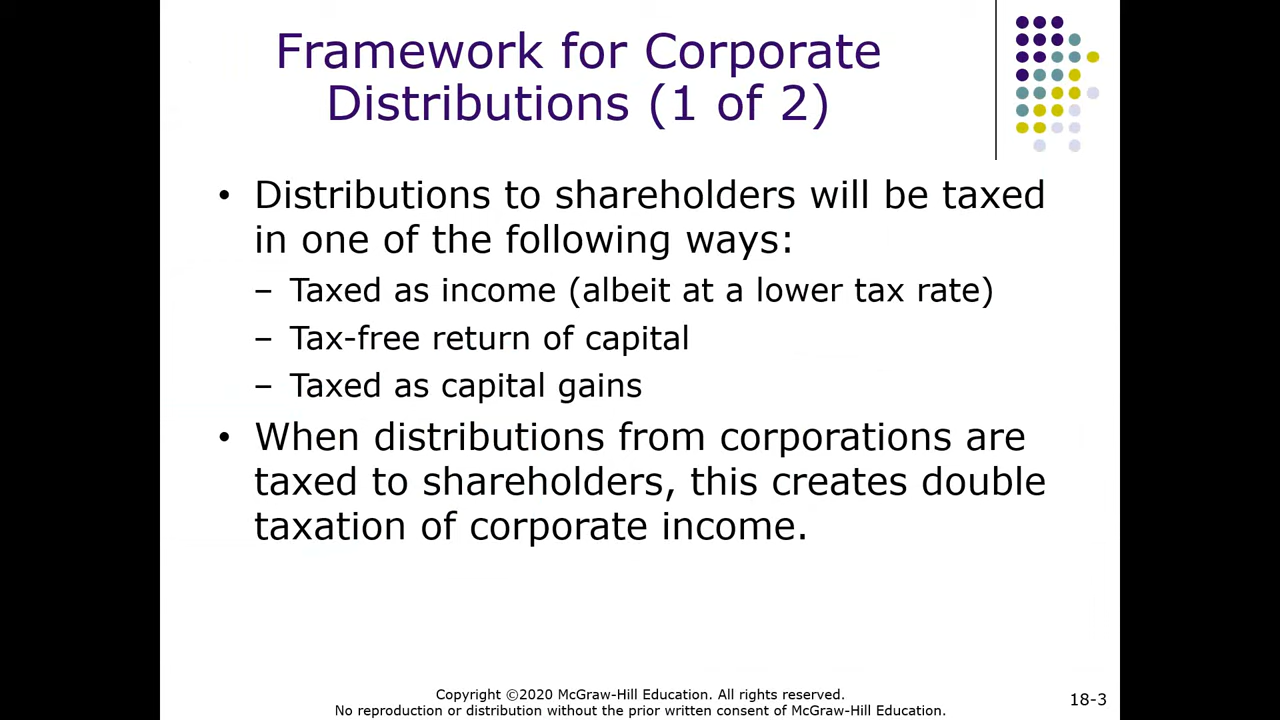 Framework for Corporate
Distributions (1 of 2)
• Distributions to shareholders will be taxed
in one of the following ways:
– Taxed as income (albeit at a lower tax rate)
– Tax-free return of capital
– Taxed as capital gains
• When distributions from corporations are
taxed to shareholders, this creates double
taxation of corporate income.
Copyright ©2020 McGraw-Hill Education. All rights reserved.
No reproduction or distribution without the prior written consent of McGraw-Hill Education.
18-3